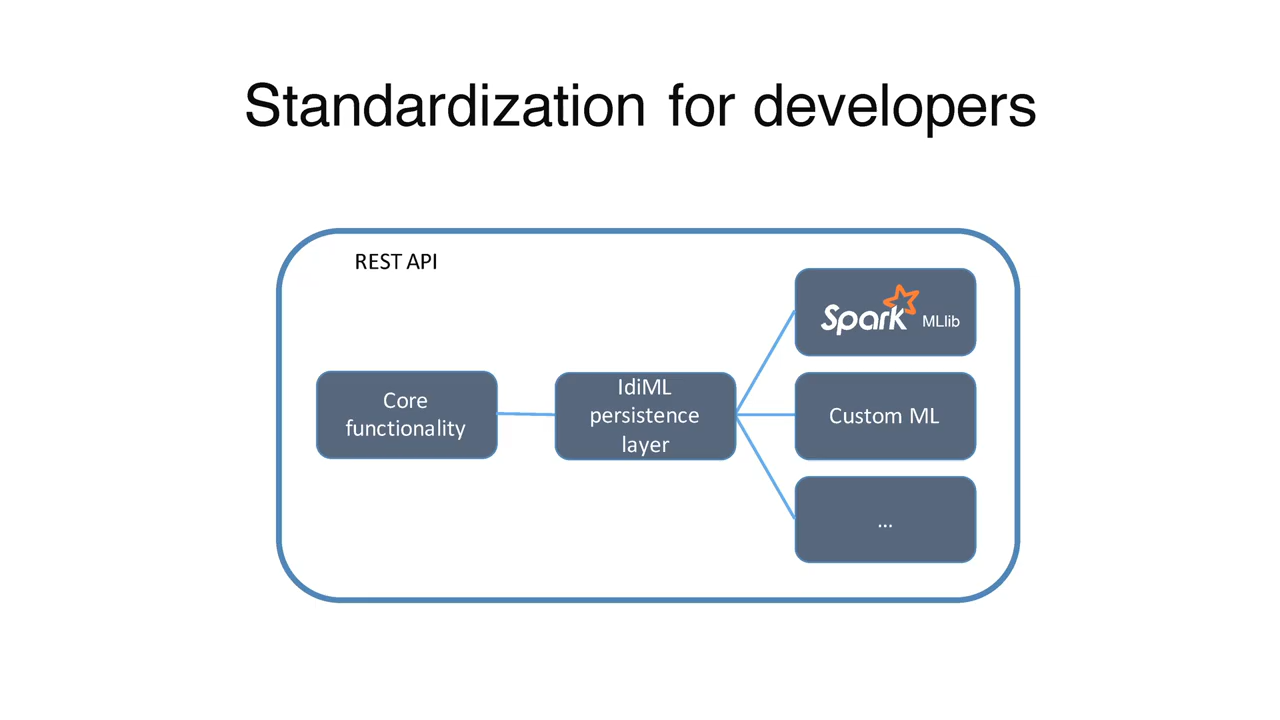 Standardization for developers
REST API
Spark MLlib
Core
functionality
IdiML
persistence
layer
Custom ML
...